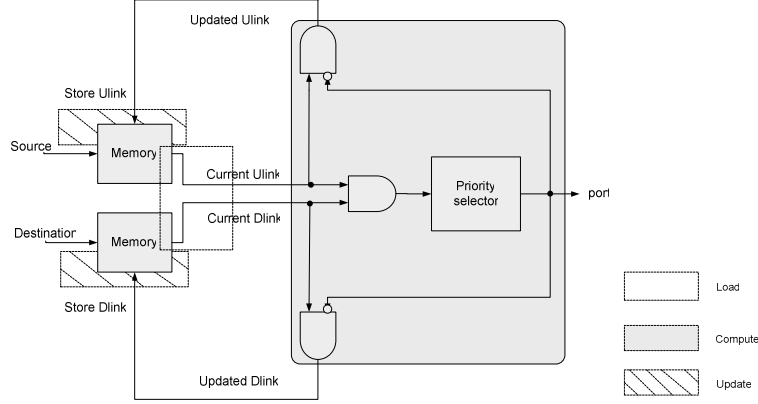 Updated Ulink
Store Ulink
Source
Memory
Current Ulink
Priority
selector
port
Current Dlink
Destination
Memory
Store Dlink
Updated Dlink
Load
Compute
Update